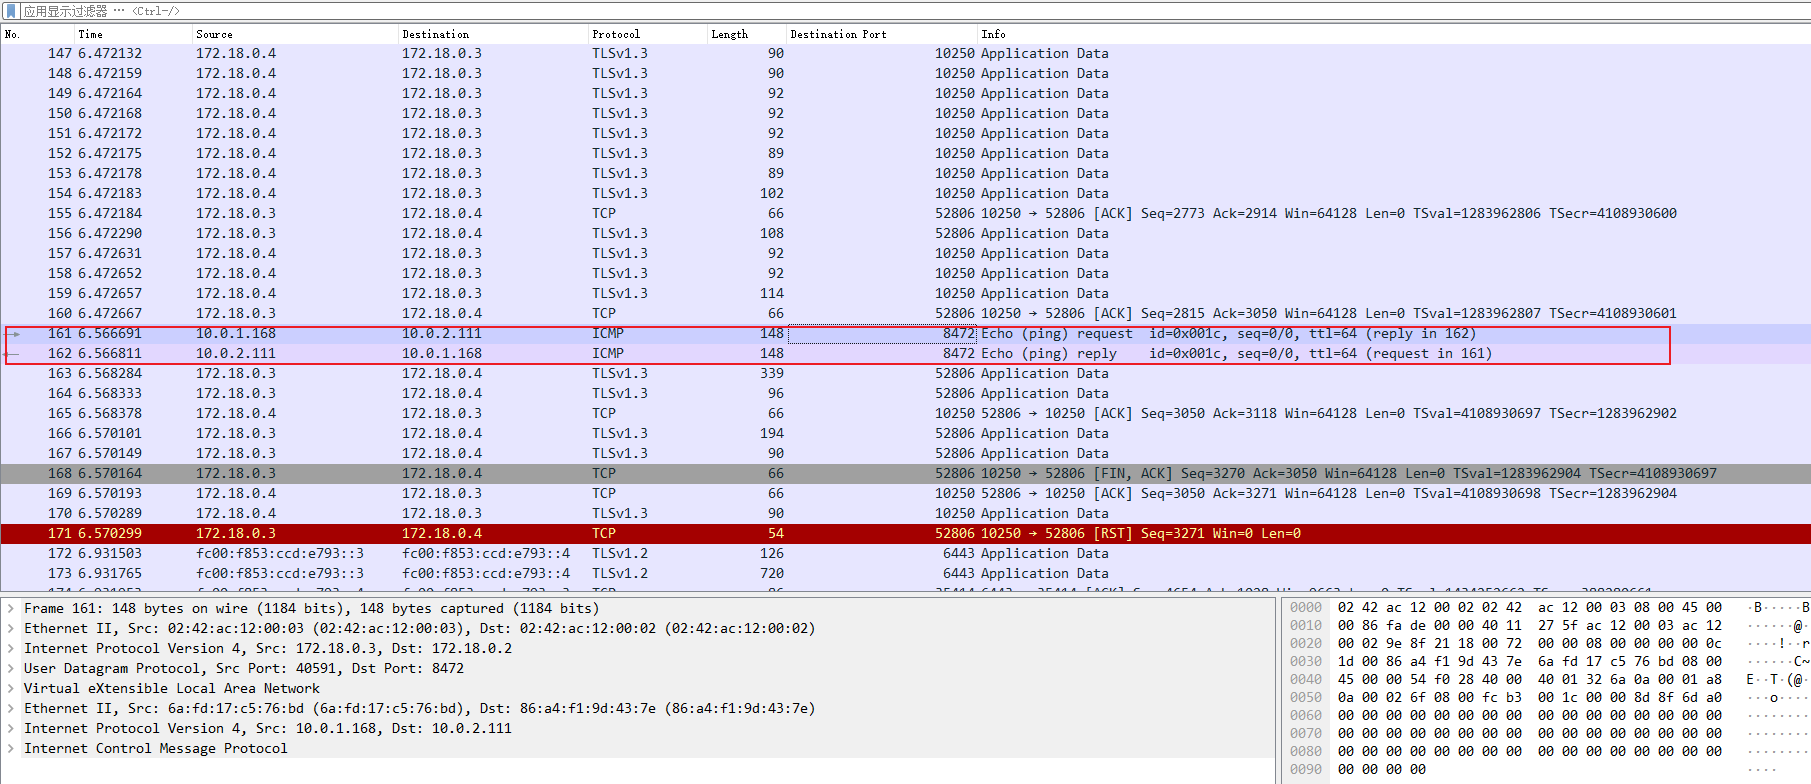 应用显示过滤器 … <Ctrl-/>
No. Time Source Destination Protocol Length Destination Port Info
147 6.472132 172.18.0.4 172.18.0.3 TLSv1.3 90 10250 Application Data
148 6.472159 172.18.0.4 172.18.0.3 TLSv1.3 90 10250 Application Data
149 6.472164 172.18.0.4 172.18.0.3 TLSv1.3 92 10250 Application Data
150 6.472168 172.18.0.4 172.18.0.3 TLSv1.3 92 10250 Application Data
151 6.472172 172.18.0.4 172.18.0.3 TLSv1.3 92 10250 Application Data
152 6.472175 172.18.0.4 172.18.0.3 TLSv1.3 89 10250 Application Data
153 6.472178 172.18.0.4 172.18.0.3 TLSv1.3 89 10250 Application Data
154 6.472183 172.18.0.4 172.18.0.3 TLSv1.3 102 10250 Application Data
155 6.472184 172.18.0.3 172.18.0.4 TCP 66 52806 10250 → 52806 [ACK] Seq=2773 Ack=2914 Win=64128 Len=0 TSval=1283962806 TSecr=4108930600
156 6.472290 172.18.0.3 172.18.0.4 TLSv1.3 108 52806 Application Data
157 6.472631 172.18.0.4 172.18.0.3 TLSv1.3 92 10250 Application Data
158 6.472652 172.18.0.4 172.18.0.3 TLSv1.3 92 10250 Application Data
159 6.472657 172.18.0.4 172.18.0.3 TLSv1.3 114 10250 Application Data
160 6.472667 172.18.0.3 172.18.0.4 TCP 66 52806 10250 → 52806 [ACK] Seq=2815 Ack=3050 Win=64128 Len=0 TSval=1283962807 TSecr=4108930601
161 6.566691 10.0.1.168 10.0.2.111 ICMP 148 8472 Echo (ping) request id=0x001c, seq=0/0, ttl=64 (reply in 162)
162 6.566811 10.0.2.111 10.0.1.168 ICMP 148 8472 Echo (ping) reply id=0x001c, seq=0/0, ttl=64 (request in 161)
163 6.568284 172.18.0.3 172.18.0.4 TLSv1.3 339 52806 Application Data
164 6.568333 172.18.0.3 172.18.0.4 TLSv1.3 96 52806 Application Data
165 6.568378 172.18.0.4 172.18.0.3 TCP 66 10250 52806 → 10250 [ACK] Seq=3050 Ack=3118 Win=64128 Len=0 TSval=4108930697 TSecr=1283962902
166 6.570101 172.18.0.3 172.18.0.4 TLSv1.3 194 52806 Application Data
167 6.570149 172.18.0.3 172.18.0.4 TLSv1.3 90 52806 Application Data
168 6.570164 172.18.0.3 172.18.0.4 TCP 66 52806 10250 → 52806 [FIN, ACK] Seq=3270 Ack=3050 Win=64128 Len=0 TSval=1283962904 TSecr=4108930697
169 6.570193 172.18.0.4 172.18.0.3 TCP 66 10250 52806 → 10250 [ACK] Seq=3050 Ack=3271 Win=64128 Len=0 TSval=4108930698 TSecr=1283962904
170 6.570289 172.18.0.4 172.18.0.3 TLSv1.3 90 10250 Application Data
171 6.570299 172.18.0.3 172.18.0.4 TCP 54 52806 10250 → 52806 [RST] Seq=3271 Win=0 Len=0
172 6.931503 fc00:f853:ccd:e793::3 fc00:f853:ccd:e793::4 TLSv1.2 126 6443 Application Data
173 6.931765 fc00:f853:ccd:e793::3 fc00:f853:ccd:e793::4 TLSv1.2 720 6443 Application Data
Frame 161: 148 bytes on wire (1184 bits), 148 bytes captured (1184 bits)
Ethernet II, Src: 02:42:ac:12:00:03 (02:42:ac:12:00:03), Dst: 02:42:ac:12:00:02 (02:42:ac:12:00:02)
Internet Protocol Version 4, Src: 172.18.0.3, Dst: 172.18.0.2
User Datagram Protocol, Src Port: 40591, Dst Port: 8472
Virtual eXtensible Local Area Network
Ethernet II, Src: 6a:fd:17:c5:76:bd (6a:fd:17:c5:76:bd), Dst: 86:a4:f1:9d:43:7e (86:a4:f1:9d:43:7e)
Internet Protocol Version 4, Src: 10.0.1.168, Dst: 10.0.2.111
Internet Control Message Protocol
0000 02 42 ac 12 00 02 02 42 ac 12 00 03 08 00 45 00 ·B·····B
0010 00 86 fa de 00 00 40 11 27 5f ac 12 00 03 ac 12 ······@·
0020 00 02 9e 8f 21 18 00 72 00 00 08 00 00 00 00 0c ····!··r
0030 1d 00 86 a4 f1 9d 43 7e 6a fd 17 c5 76 bd 08 00 ······C~
0040 45 00 00 54 f0 28 40 00 40 01 32 6a 0a 00 01 a8 E··T·(@·
0050 0a 00 02 6f 08 00 fc b3 00 1c 00 00 8d 8f 6d a0 ···o····
0060 00 00 00 00 00 00 00 00 00 00 00 00 00 00 00 00 ········
0070 00 00 00 00 00 00 00 00 00 00 00 00 00 00 00 00 ········
0080 00 00 00 00 00 00 00 00 00 00 00 00 00 00 00 00 ········
0090 00 00 00 00 ····